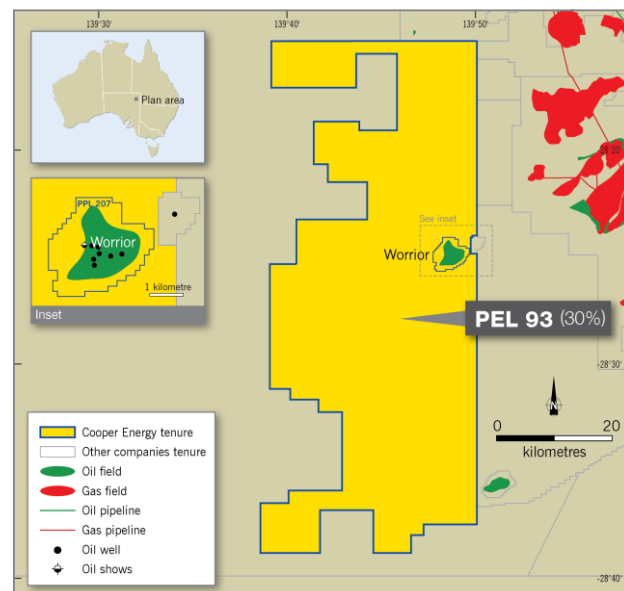 139°30'
139°40'
139°50'
Plan area
-28°20'
PPL 207
Worrior
1 kilometre
Inset
See inset
Worrior
PEL 93 (30%)
-28°30'
N
0 20
kilometres
Cooper Energy tenure
Other companies tenure
Oil field
Gas field
Oil pipeline
Gas pipeline
Oil well
Oil shows
-28°40'